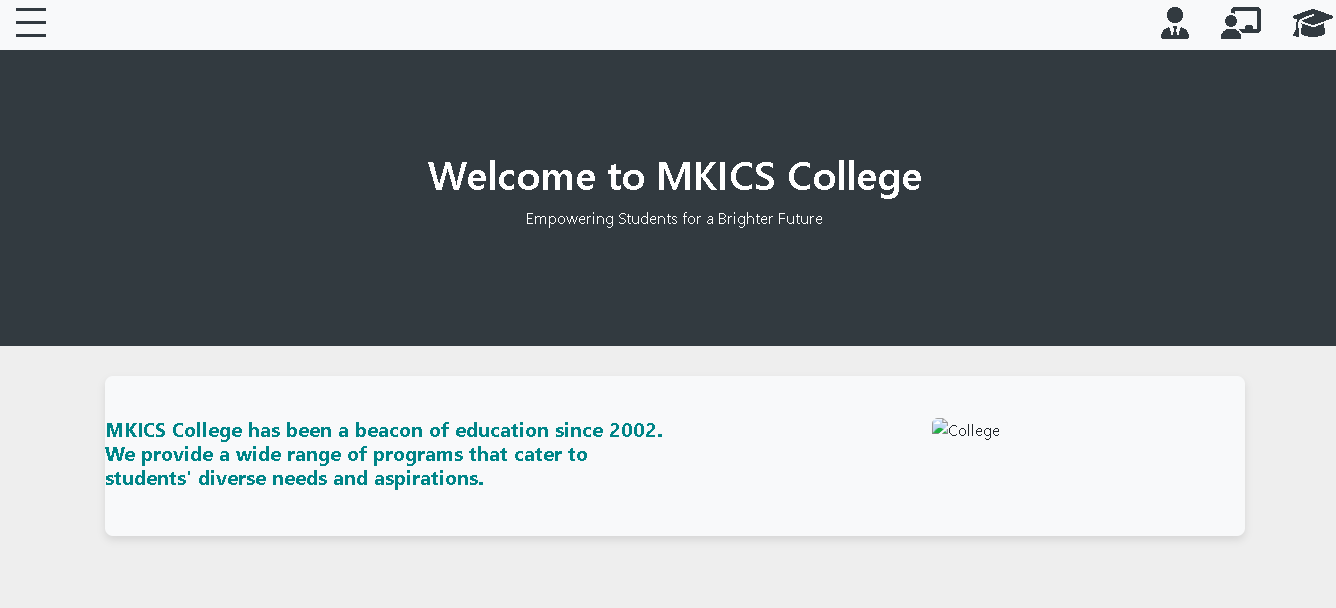 Welcome to MKICS College
Empowering Students for a Brighter Future
MKICS College has been a beacon of education since 2002.
We provide a wide range of programs that cater to
students' diverse needs and aspirations.
College